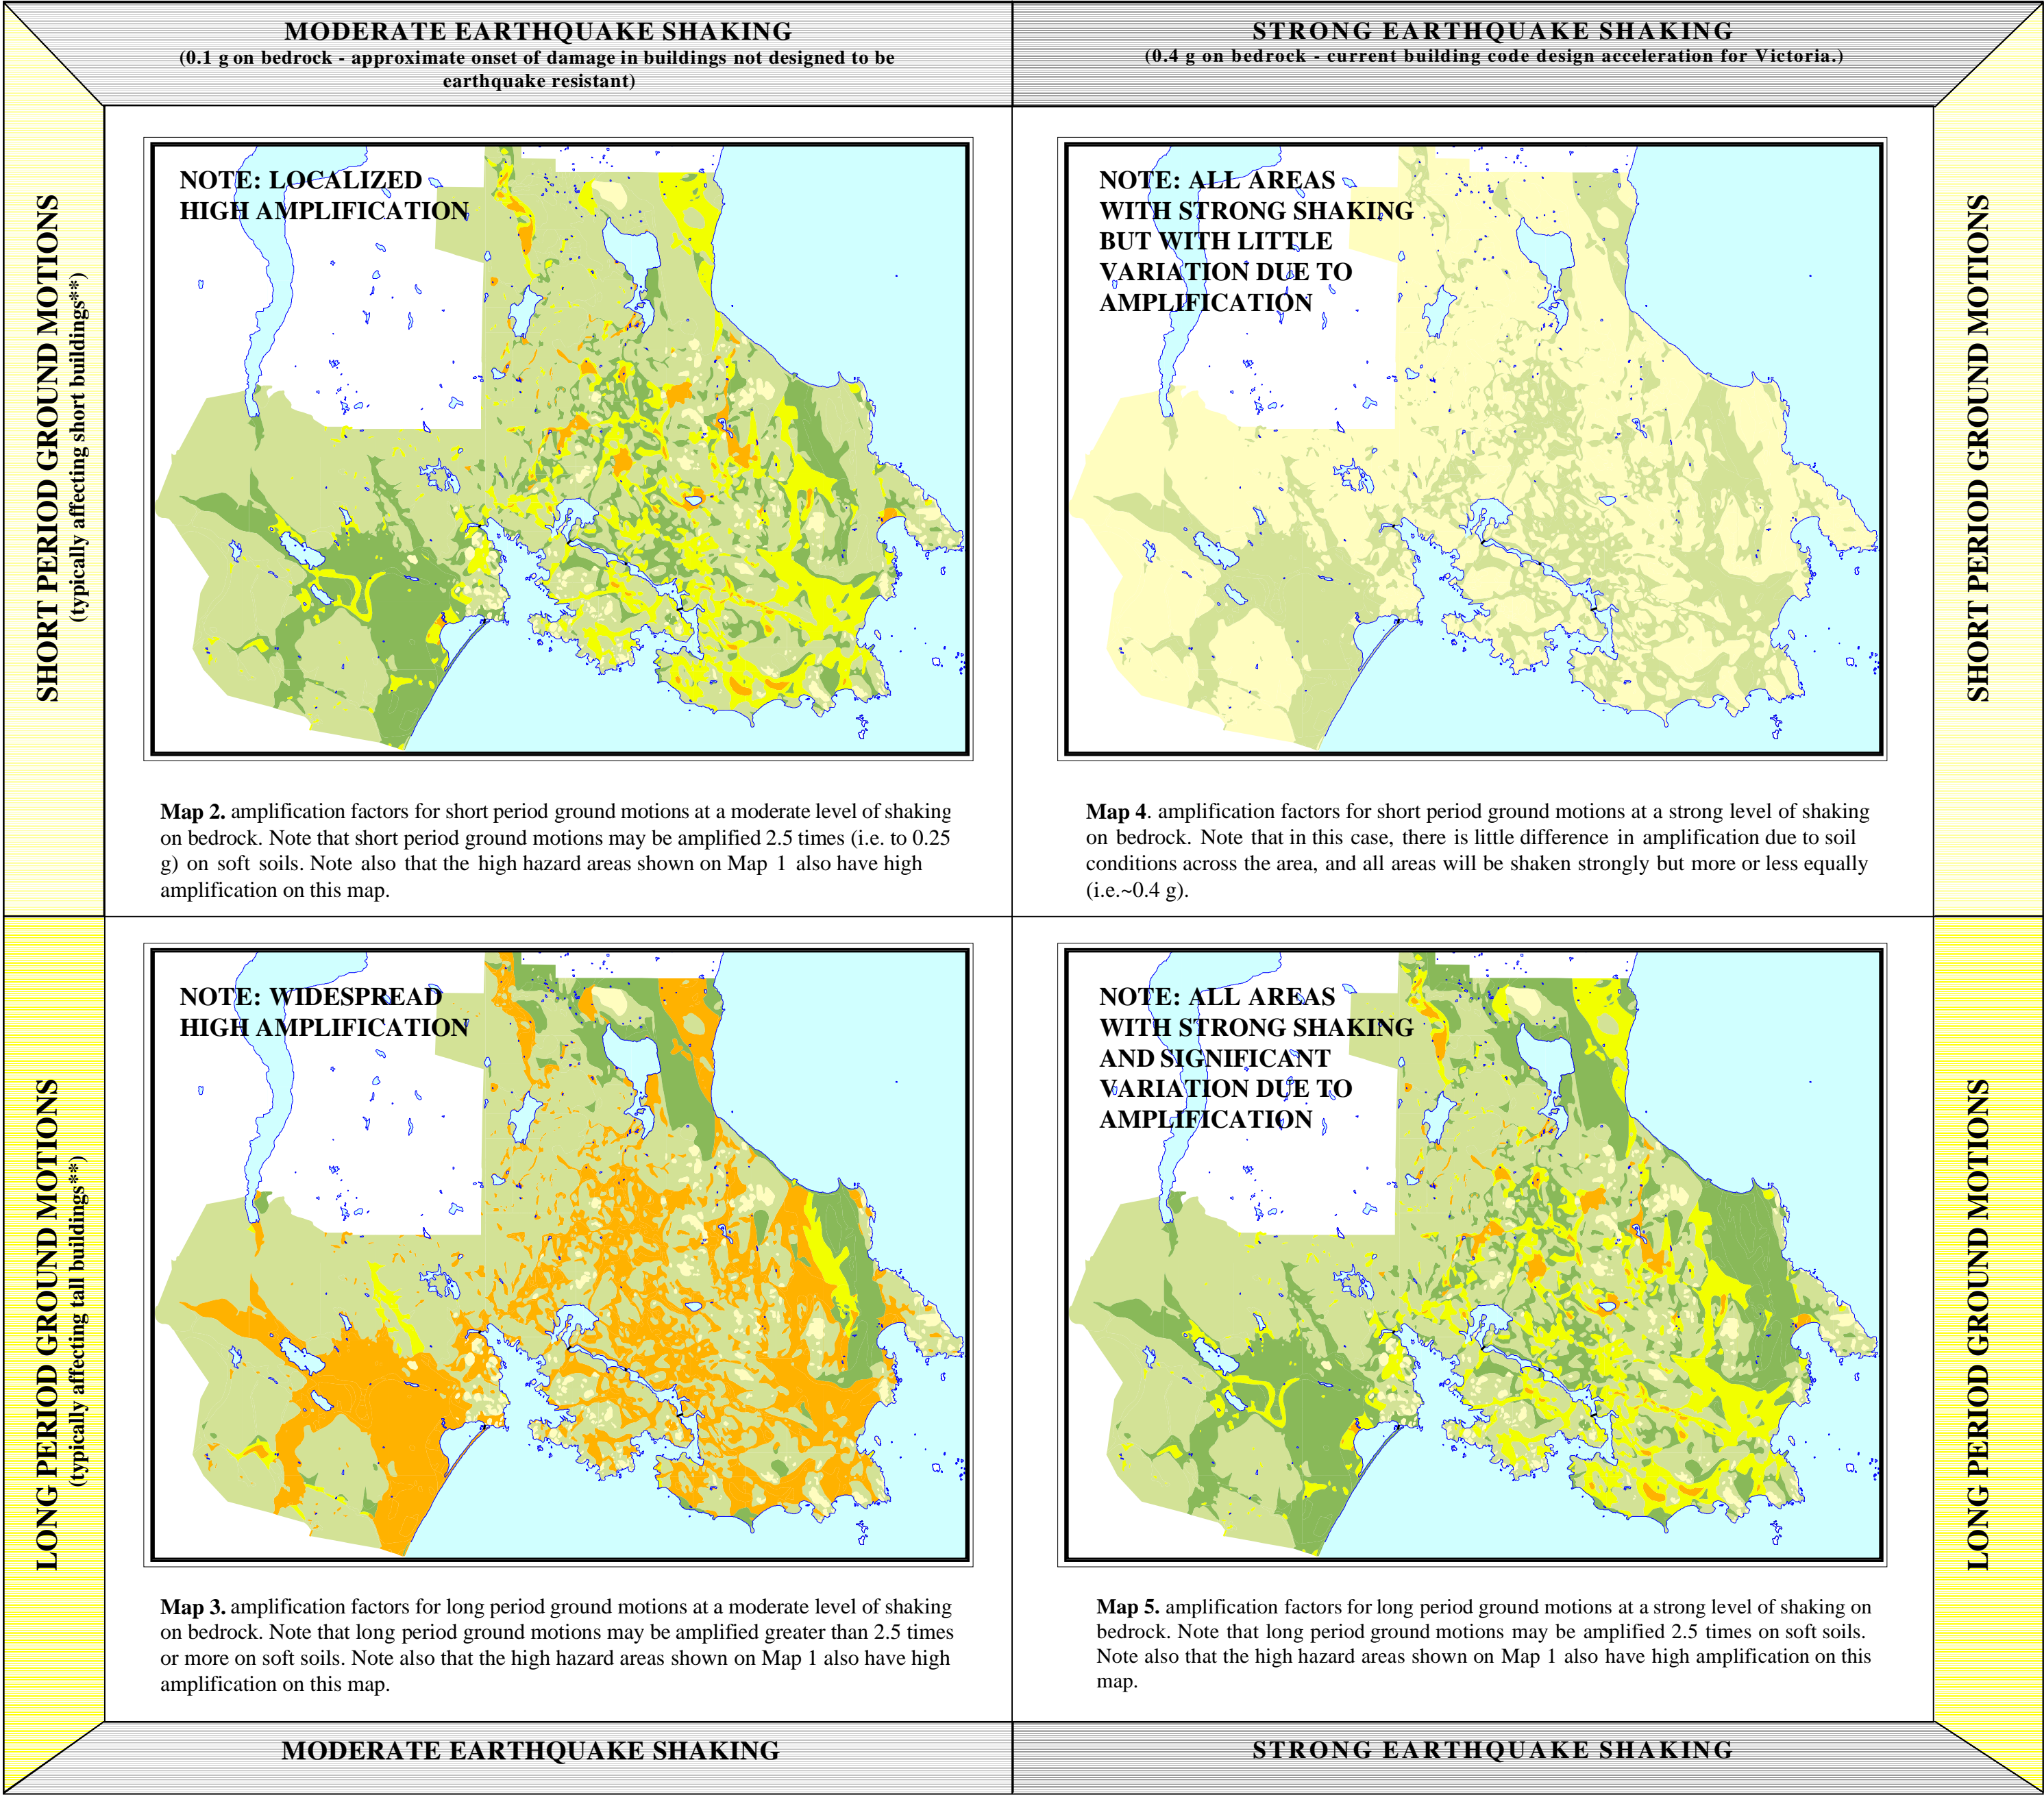 MODERATE EARTHQUAKE SHAKING
(0.1 g on bedrock - approximate onset of damage in buildings not designed to be
earthquake resistant)
STRONG EARTHQUAKE SHAKING
(0.4 g on bedrock - current building code design acceleration for Victoria.)
SHORT PERIOD GROUND MOTIONS
(typically affecting short buildings**)
NOTE: LOCALIZED
HIGH AMPLIFICATION
NOTE: ALL AREAS
WITH STRONG SHAKING
BUT WITH LITTLE
VARIATION DUE TO
AMPLIFICATION
SHORT PERIOD GROUND MOTIONS
Map 2. amplification factors for short period ground motions at a moderate level of shaking
on bedrock. Note that short period ground motions may be amplified 2.5 times (i.e. to 0.25
g) on soft soils. Note also that the high hazard areas shown on Map 1 also have high
amplification on this map.
Map 4. amplification factors for short period ground motions at a strong level of shaking
on bedrock. Note that in this case, there is little difference in amplification due to soil
conditions across the area, and all areas will be shaken strongly but more or less equally
(i.e.~0.4 g).
LONG PERIOD GROUND MOTIONS
(typically affecting tall buildings**)
NOTE: WIDESPREAD
HIGH AMPLIFICATION
NOTE: ALL AREAS
WITH STRONG SHAKING
AND SIGNIFICANT
VARIATION DUE TO
AMPLIFICATION
LONG PERIOD GROUND MOTIONS
Map 3. amplification factors for long period ground motions at a moderate level of shaking
on bedrock. Note that long period ground motions may be amplified greater than 2.5 times
or more on soft soils. Note also that the high hazard areas shown on Map 1 also have high
amplification on this map.
Map 5. amplification factors for long period ground motions at a strong level of shaking on
bedrock. Note that long period ground motions may be amplified 2.5 times on soft soils.
Note also that the high hazard areas shown on Map 1 also have high amplification on this
map.
MODERATE EARTHQUAKE SHAKING
STRONG EARTHQUAKE SHAKING